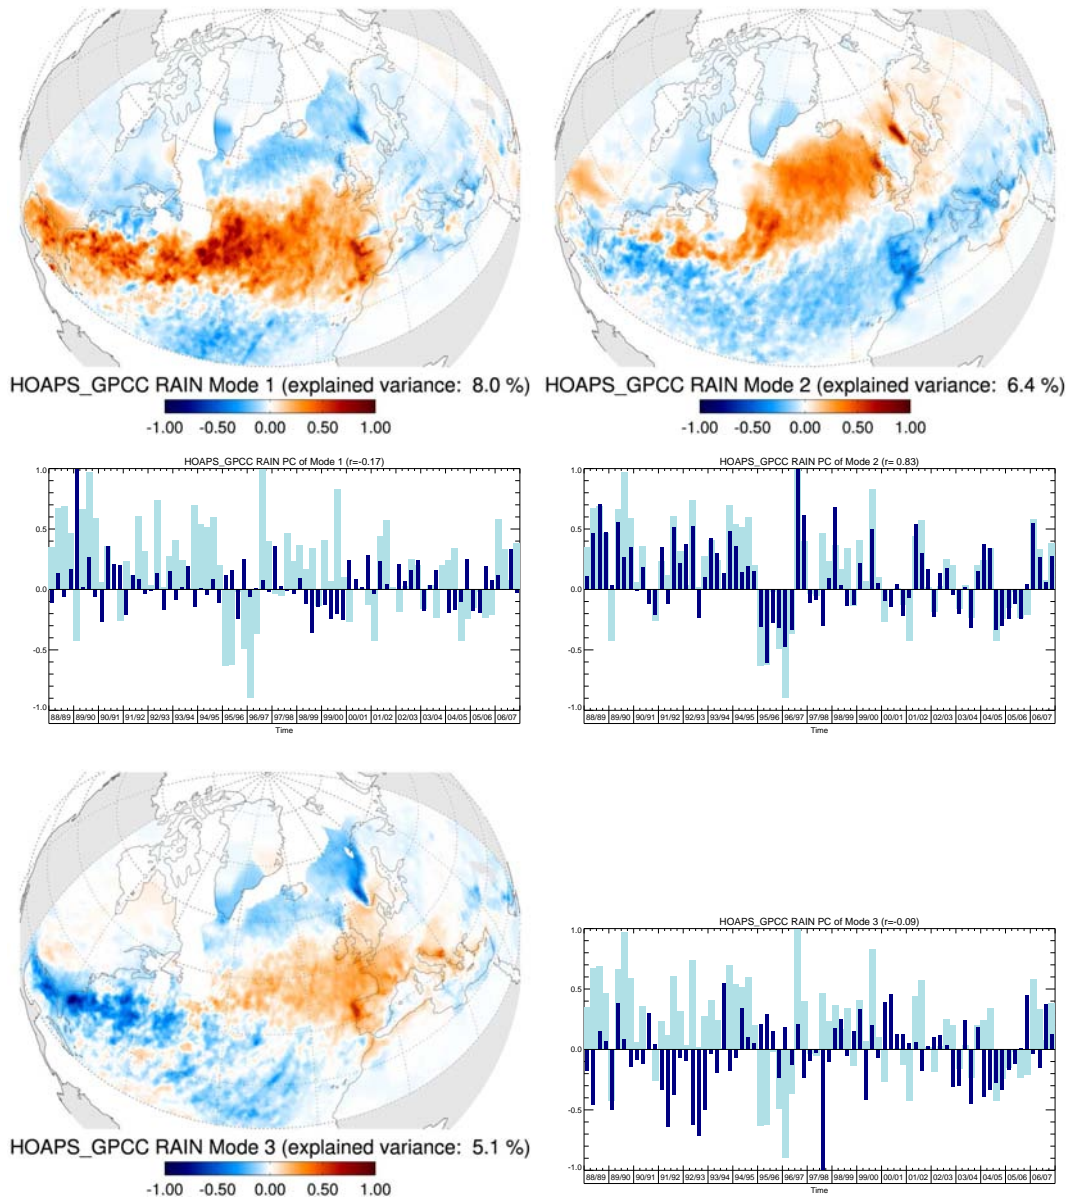 HOAPS_GPCC RAIN Mode 1 (explained variance: 8.0 %)
-1.00 -0.50 0.00 0.50 1.00
HOAPS_GPCC RAIN Mode 2 (explained variance: 6.4 %)
-1.00 -0.50 0.00 0.50 1.00
HOAPS_GPCC RAIN PC of Mode 1 (r=-0.17)
1.0
0.5
0.0
-0.5
-1.0
88/89 89/90 90/91 91/92 92/93 93/94 94/95 95/96 96/97 97/98 98/99 99/00 00/01 01/02 02/03 03/04 04/05 05/06 06/07
Time
HOAPS_GPCC RAIN PC of Mode 2 (r= 0.83)
1.0
0.5
0.0
-0.5
-1.0
88/89 89/90 90/91 91/92 92/93 93/94 94/95 95/96 96/97 97/98 98/99 99/00 00/01 01/02 02/03 03/04 04/05 05/06 06/07
Time
HOAPS_GPCC RAIN Mode 3 (explained variance: 5.1 %)
-1.00 -0.50 0.00 0.50 1.00
HOAPS_GPCC RAIN PC of Mode 3 (r=-0.09)
1.0
0.5
0.0
-0.5
-1.0
88/89 89/90 90/91 91/92 92/93 93/94 94/95 95/96 96/97 97/98 98/99 99/00 00/01 01/02 02/03 03/04 04/05 05/06 06/07
Time